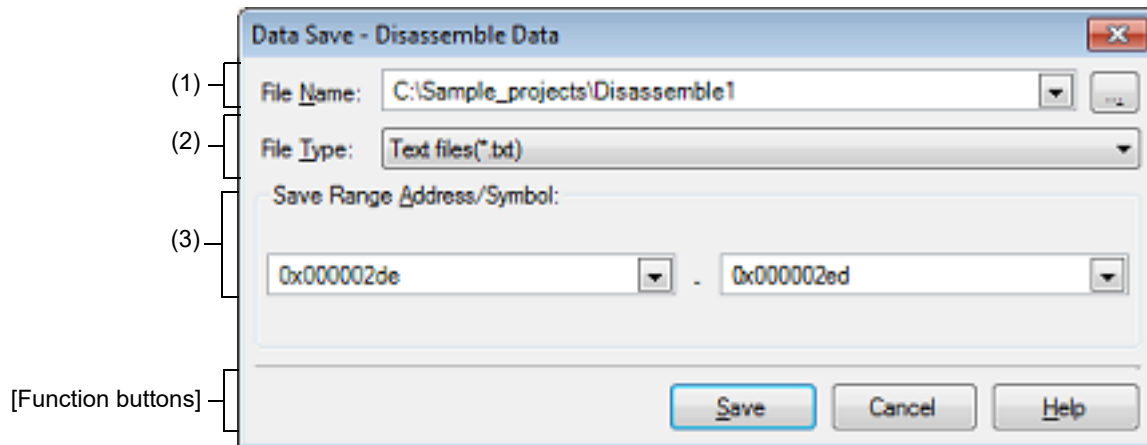 Data Save - Disassemble Data
(1)
File Name: C:\Sample_projects\Disassemble1 ...
(2)
File Type: Text files(*.txt)
Save Range Address/Symbol:
(3)
0x000002de - 0x000002ed
[Function buttons]
Save Cancel Help